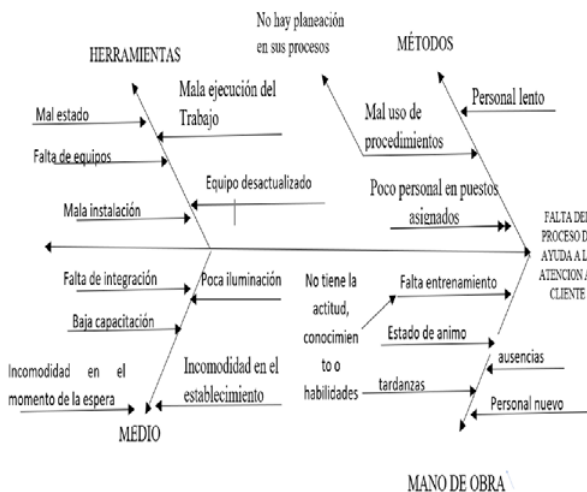 No hay planeación
en sus procesos
HERRAMIENTAS
MÉTODOS
Mala ejecución del
Trabajo
Mal estado
Falta de equipos
Equipo desactualizado
Mala instalación
Personal lento
Mal uso de
procedimientos
Poco personal en puestos
asignados
FALTA DEL
PROCESO D
AYUDA A L
ATENCION A
CLIENTE
Falta de integración
Poca iluminación
Baja capacitación
Incomodidad en el
momento de la espera
Incomodidad en el
establecimiento
MEDIO
No tiene la
actitud,
conocimien
to o
habilidades
Falta entrenamiento
Estado de animo
ausencias
tardanzas
Personal nuevo
MANO DE OBRA